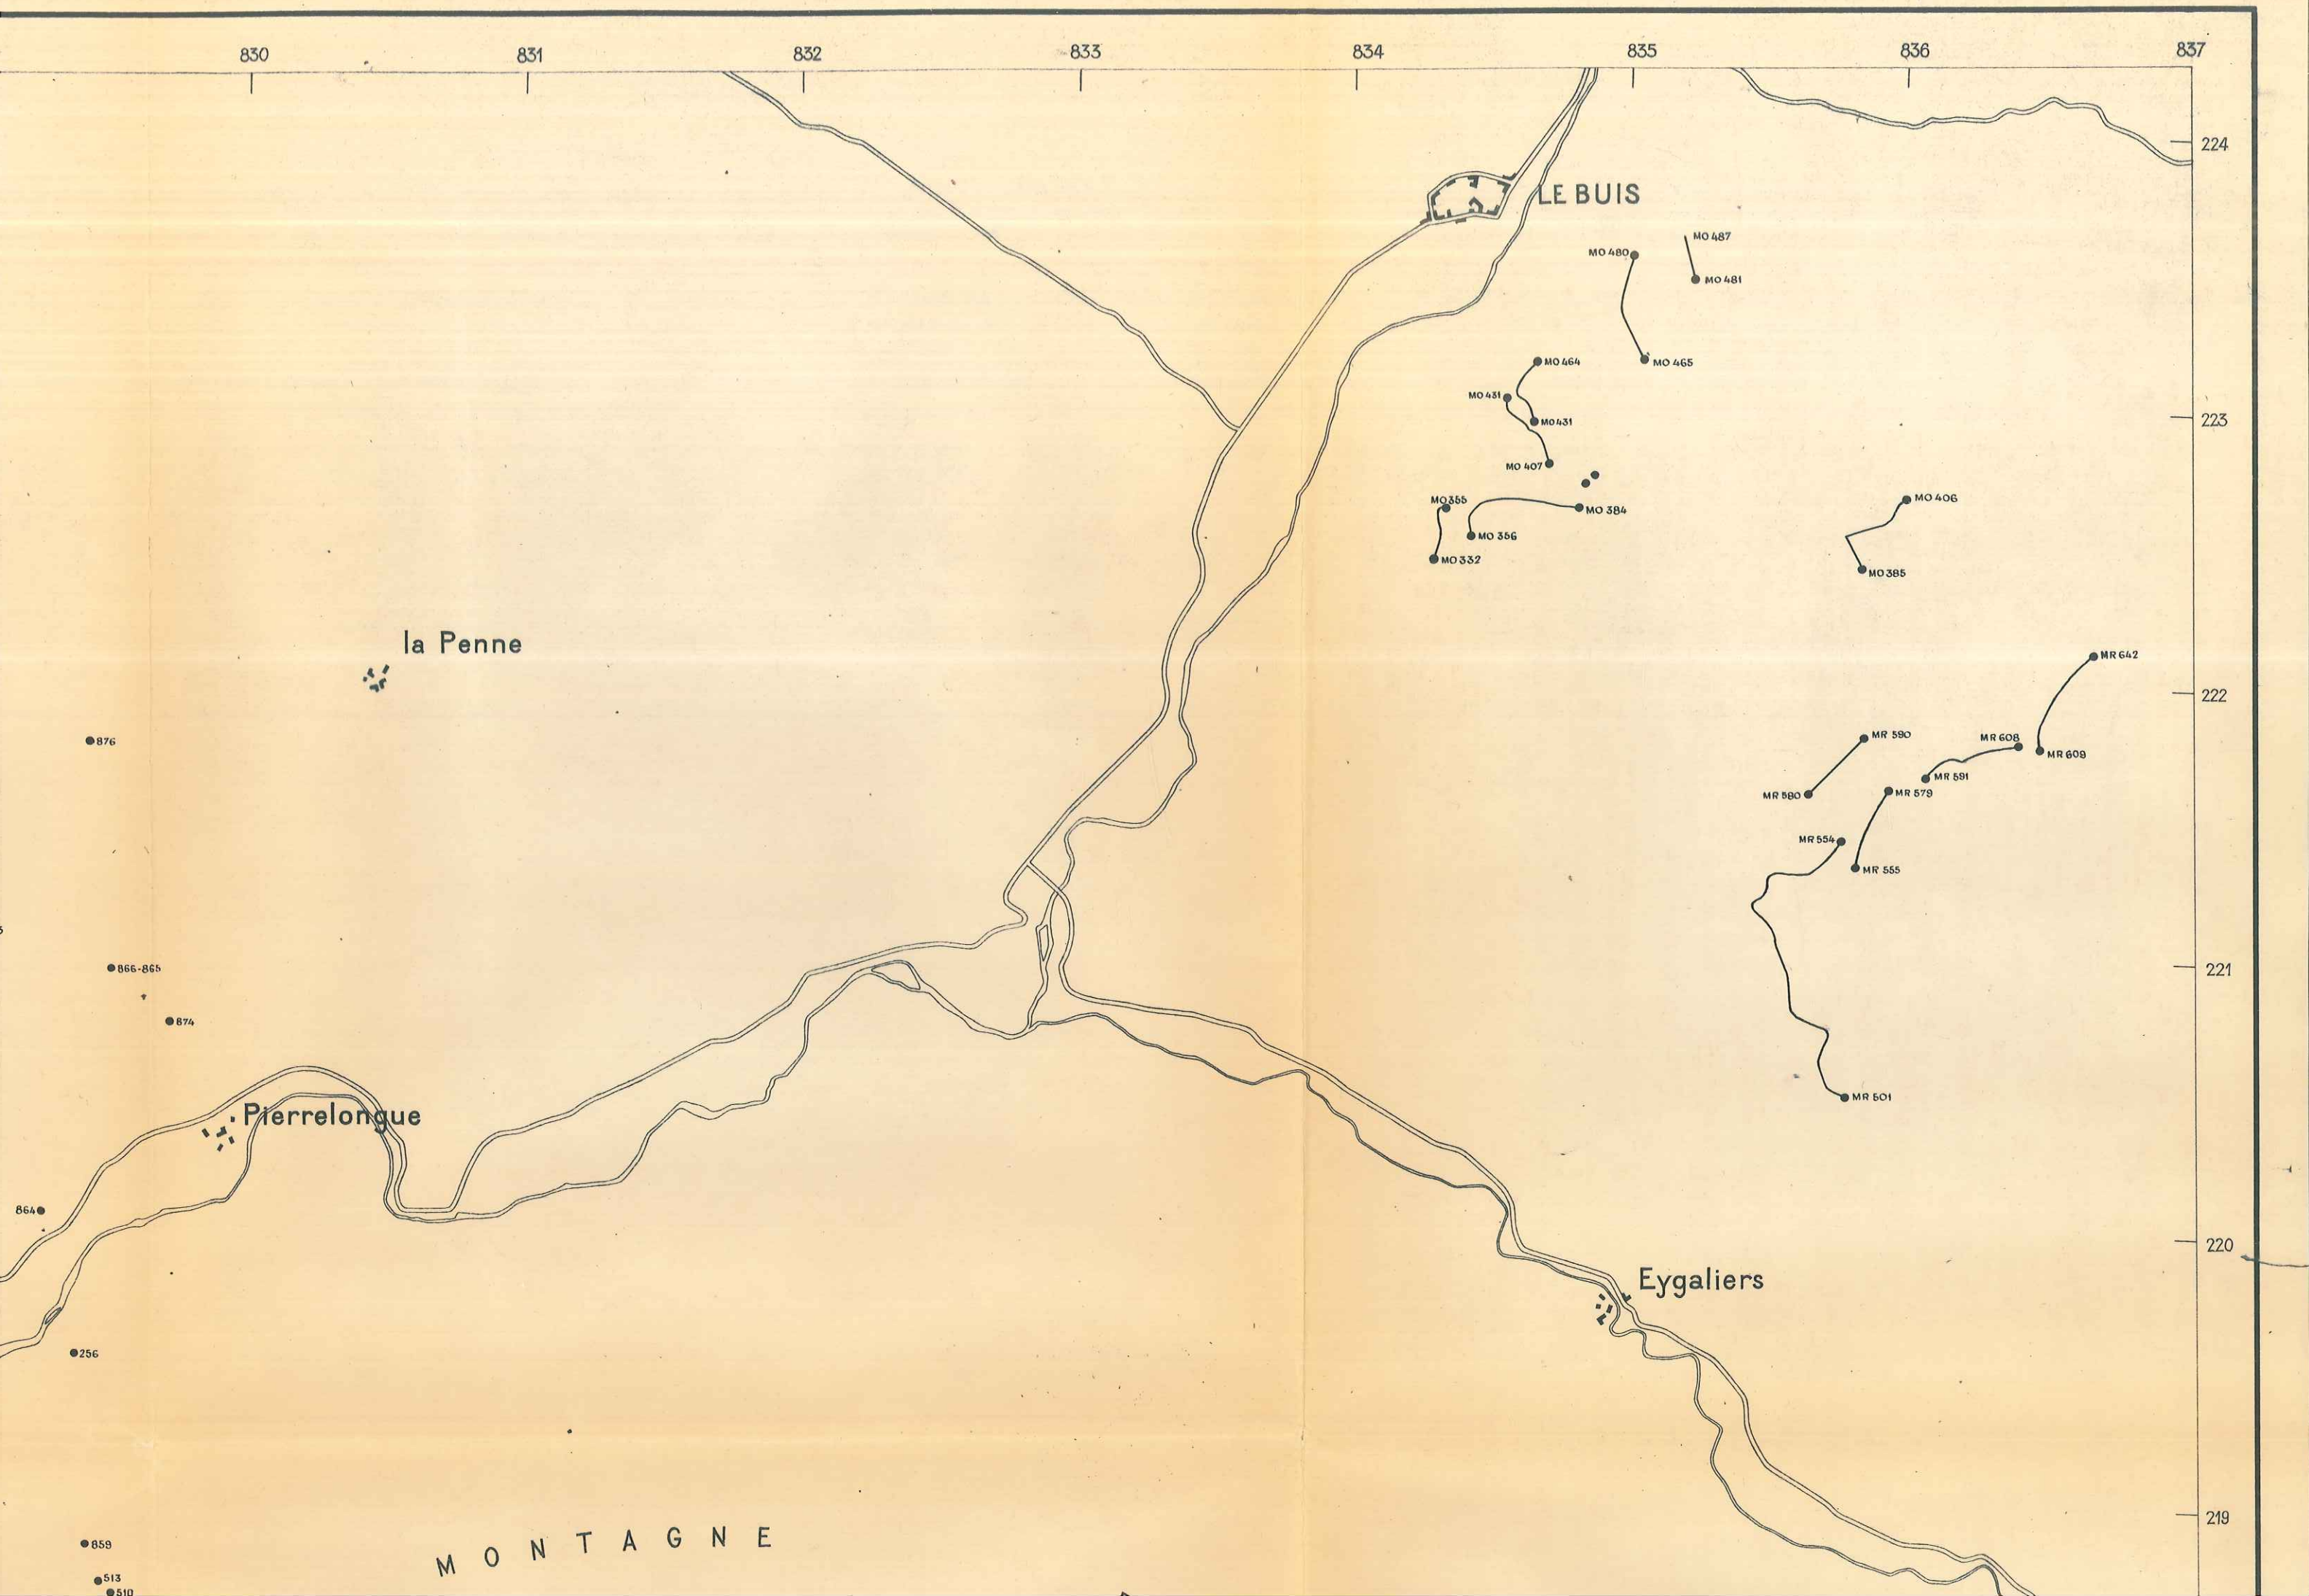 830 831 832 833 834 835 836 837
224
LE BUIS
MO 487
MO 480
MO 481
MO 464
MO 465
MO 431
MO 431
223
MO 407
MO 355
MO 406
MO 384
MO 356
MO 332
MO 385
la Penne
MR 642
222
876
MR 590
MR 608
MR 609
MR 591
MR 580
MR 579
MR 554
MR 555
866-865
221
874
MR 501
Pierrelongue
864
220
Eygaliers
256
219
MONTAGNE
859
513
510